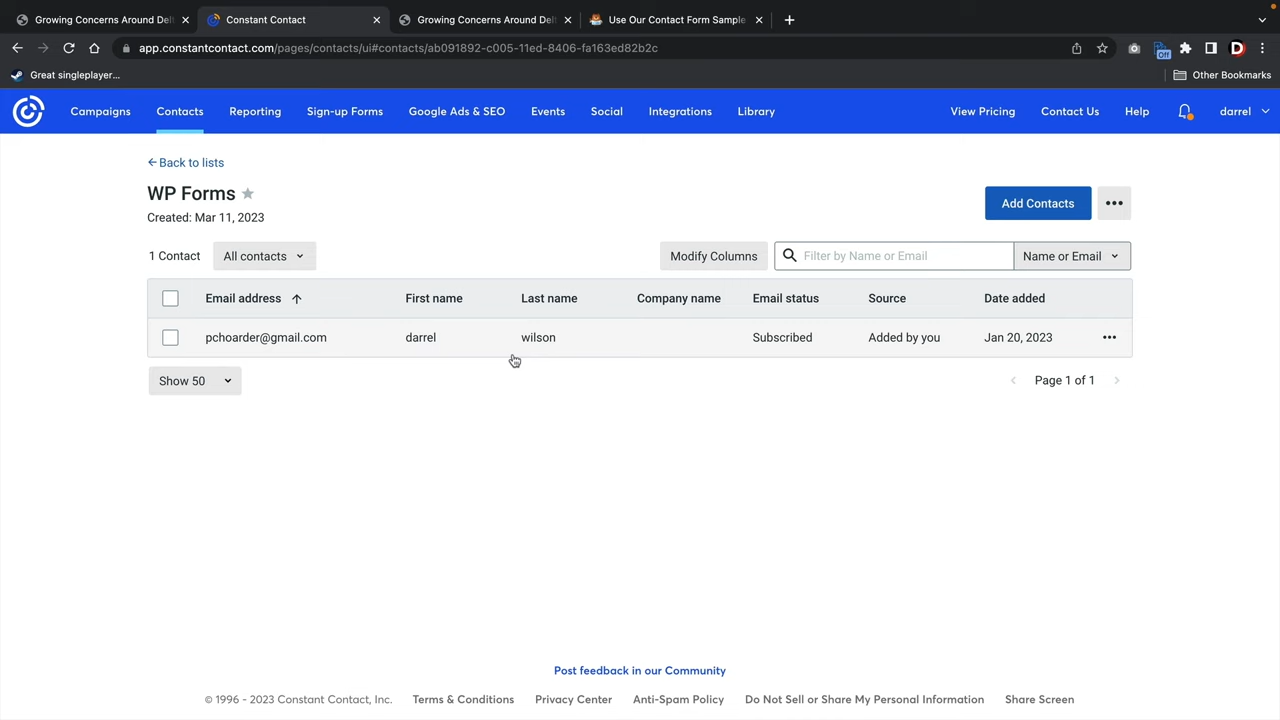 Growing Concerns Around Del
Constant Contact
Growing Concerns Around Del
Use Our Contact Form Sample
app.constantcontact.com/pages/contacts/ui#contacts/ab091892-c005-11ed-8406-fa163ed82b2c
Off
D
Great singleplayer...
Other Bookmarks
Campaigns
Contacts
Reporting
Sign-up Forms
Google Ads & SEO
Events
Social
Integrations
Library
View Pricing
Contact Us
Help
darrel
Back to lists
WP Forms
Created: Mar 11, 2023
Add Contacts
1 Contact
All contacts
Modify Columns
Filter by Name or Email
Name or Email
Email address
First name
Last name
Company name
Email status
Source
Date added
pchoarder@gmail.com
darrel
wilson
Subscribed
Added by you
Jan 20, 2023
Show 50
Page 1 of 1
Post feedback in our Community
© 1996 - 2023 Constant Contact, Inc.
Terms & Conditions
Privacy Center
Anti-Spam Policy
Do Not Sell or Share My Personal Information
Share Screen